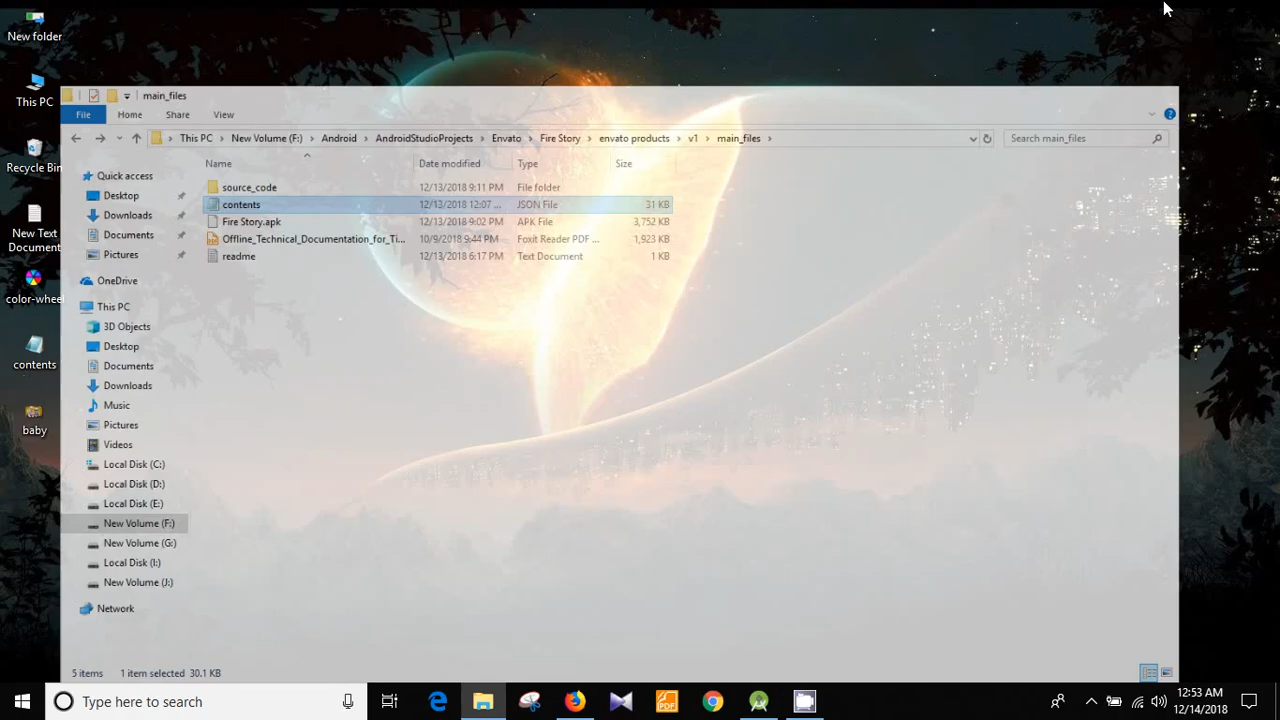 New folder
This PC
Recycle Bin
New Text
Document
color-wheel
contents
baby
main_files
File Home Share View
This PC New Volume (F:) Android AndroidStudioProjects Envato Fire Story envato products v1 main_files
Search main_files
Name Date modified Type Size
source_code 12/13/2018 9:11 PM File folder
contents 12/13/2018 12:07 ... JSON File 31 KB
Fire Story.apk 12/13/2018 9:02 PM APK File 3,752 KB
Offline_Technical_Documentation_for_Ti... 10/9/2018 9:44 PM Foxit Reader PDF ... 1,923 KB
readme 12/13/2018 6:17 PM Text Document 1 KB
Quick access
Desktop
Downloads
Documents
Pictures
OneDrive
This PC
3D Objects
Desktop
Documents
Downloads
Music
Pictures
Videos
Local Disk (C:)
Local Disk (D:)
Local Disk (E:)
New Volume (F:)
New Volume (G:)
Local Disk (I:)
New Volume (J:)
Network
5 items 1 item selected 30.1 KB
Type here to search
PDF
12:53 AM
12/14/2018